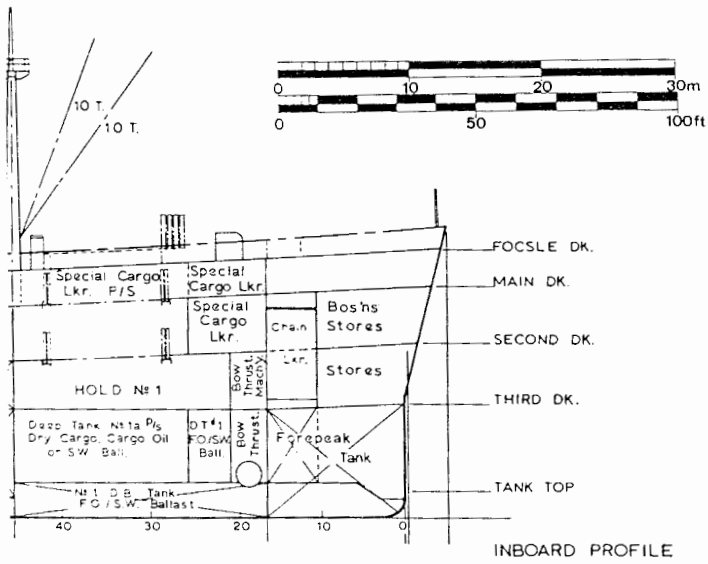 0 10 20 30m
0 50 100ft
10 T.
10 T.
FOCSLE DK.
MAIN DK.
SECOND DK.
THIRD DK.
TANK TOP
Special Cargo
Lkr. P/S
Special
Cargo Lkr.
Special
Cargo
Lkr.
Chain
Lkr.
Bos'ns
Stores
Stores
HOLD Nº 1
Bow
Thrust.
Machy.
Deep Tank Nº 1a P/S
Dry Cargo, Cargo Oil
or S.W. Ball.
DT#1
FO/SW.
Ball.
Bow
Thrust.
Forepeak
Tank
Nº 1 D.B. Tank
F.O./S.W. Ballast
40 30 20 10 0
INBOARD PROFILE